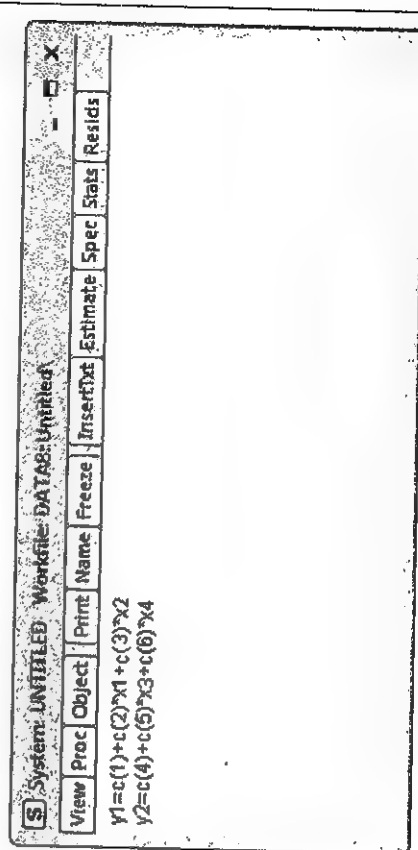 S System: UNTITLED Workfile: DATA8::Untitled\
View Proc Object Print Name Freeze InsertTxt Estimate Spec Stats Resids
y1=c(1)+c(2)*x1+c(3)*x2
y2=c(4)+c(5)*x3+c(6)*x4